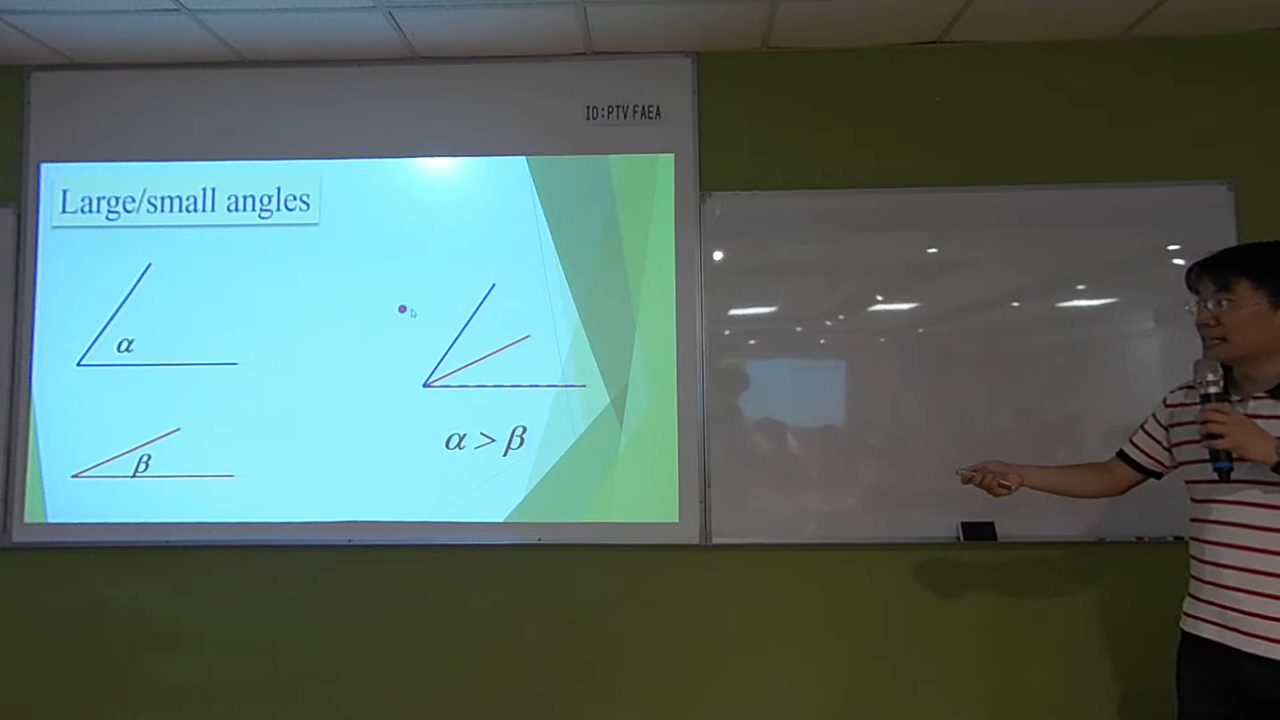 ID:PTV FAEA
Large/small angles
α
β
α > β